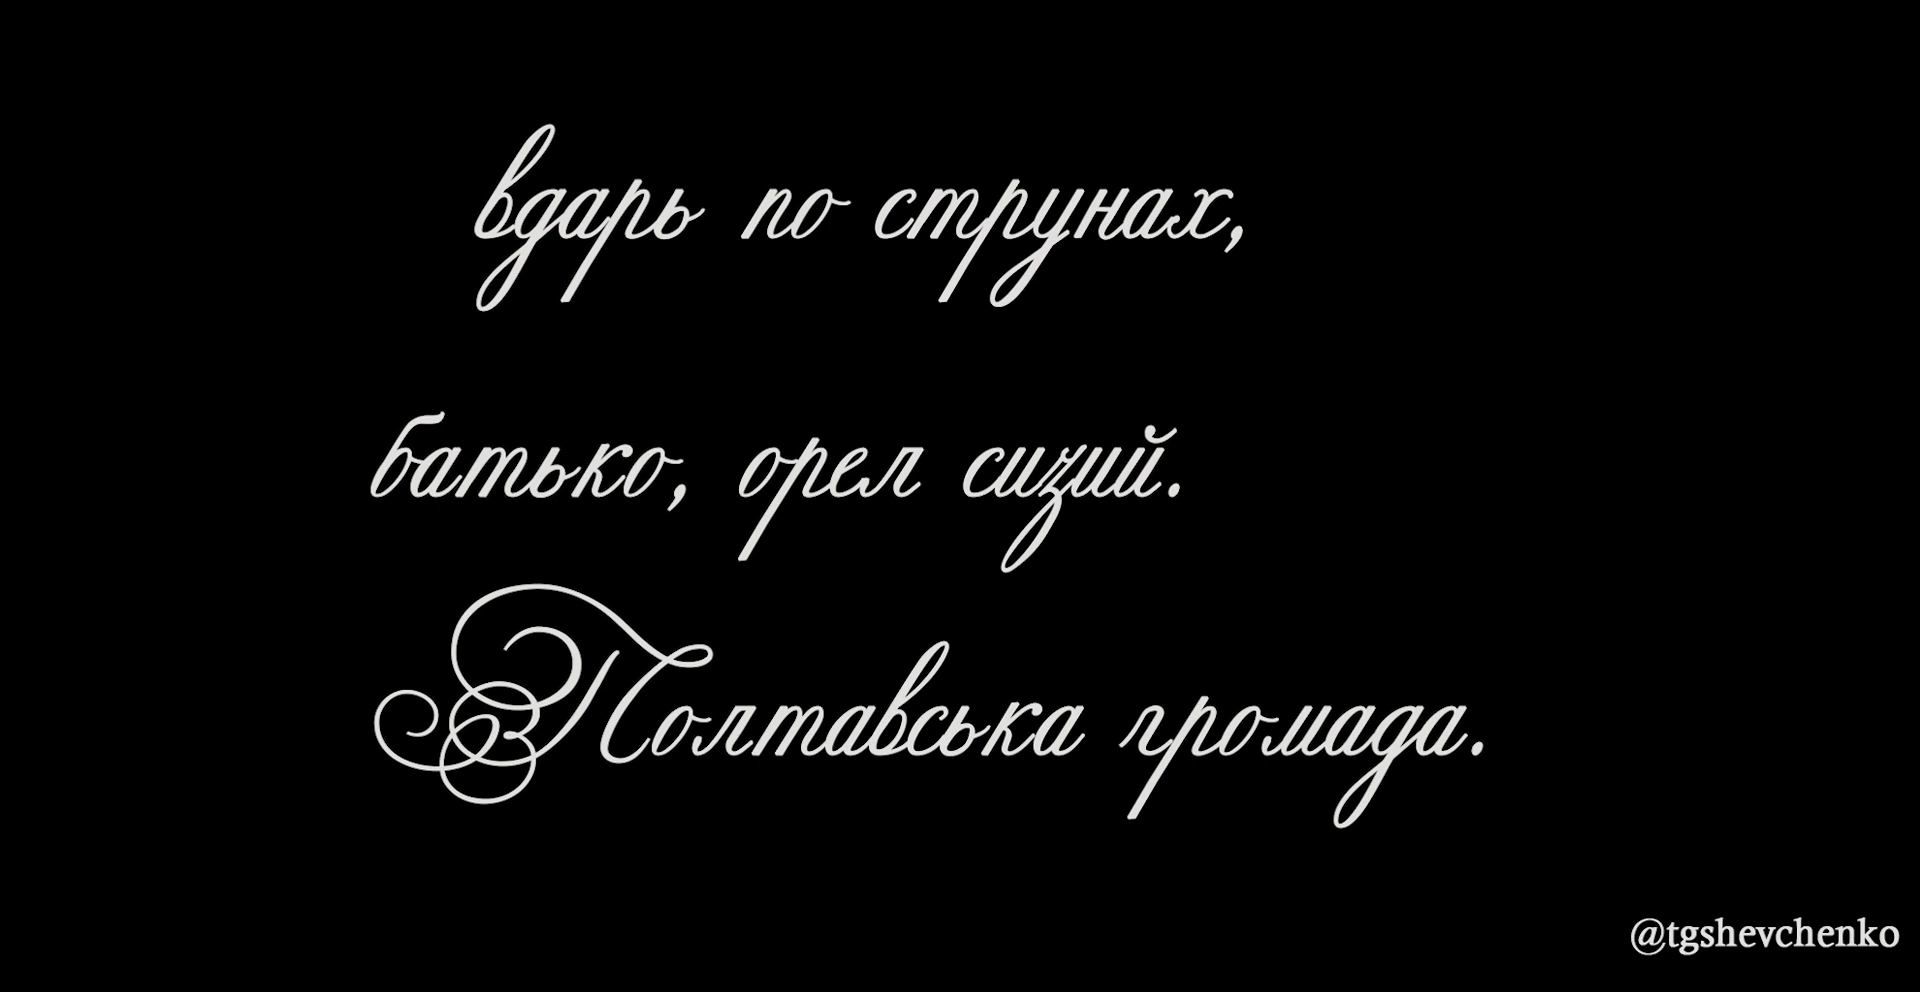 вдарь по струнах,
батько, орел сизий.
Полтавська громада.
@tgshevchenko